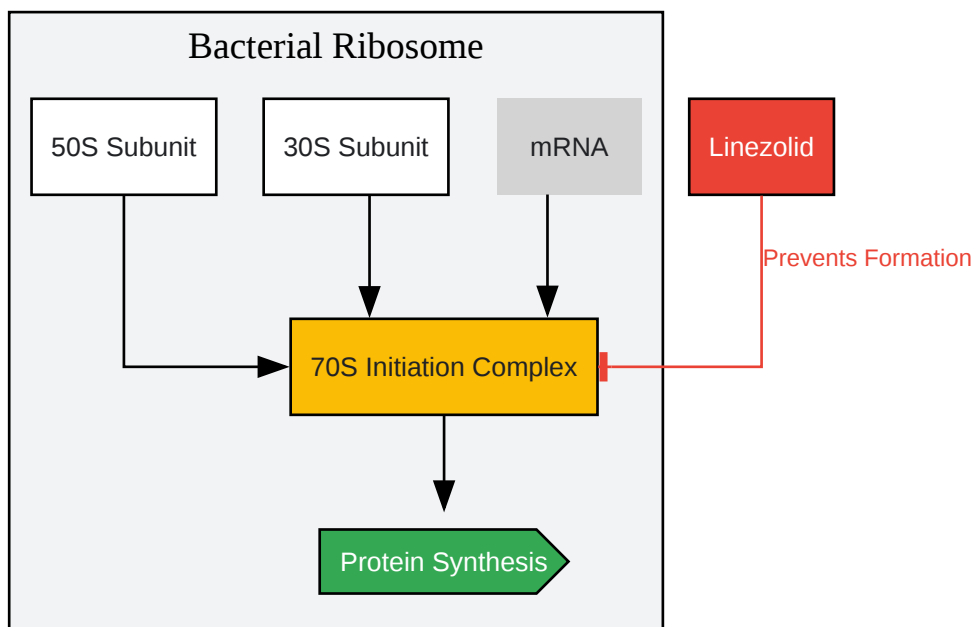 Bacterial Ribosome
50S Subunit
30S Subunit
mRNA
Linezolid
Prevents Formation
70S Initiation Complex
Protein Synthesis